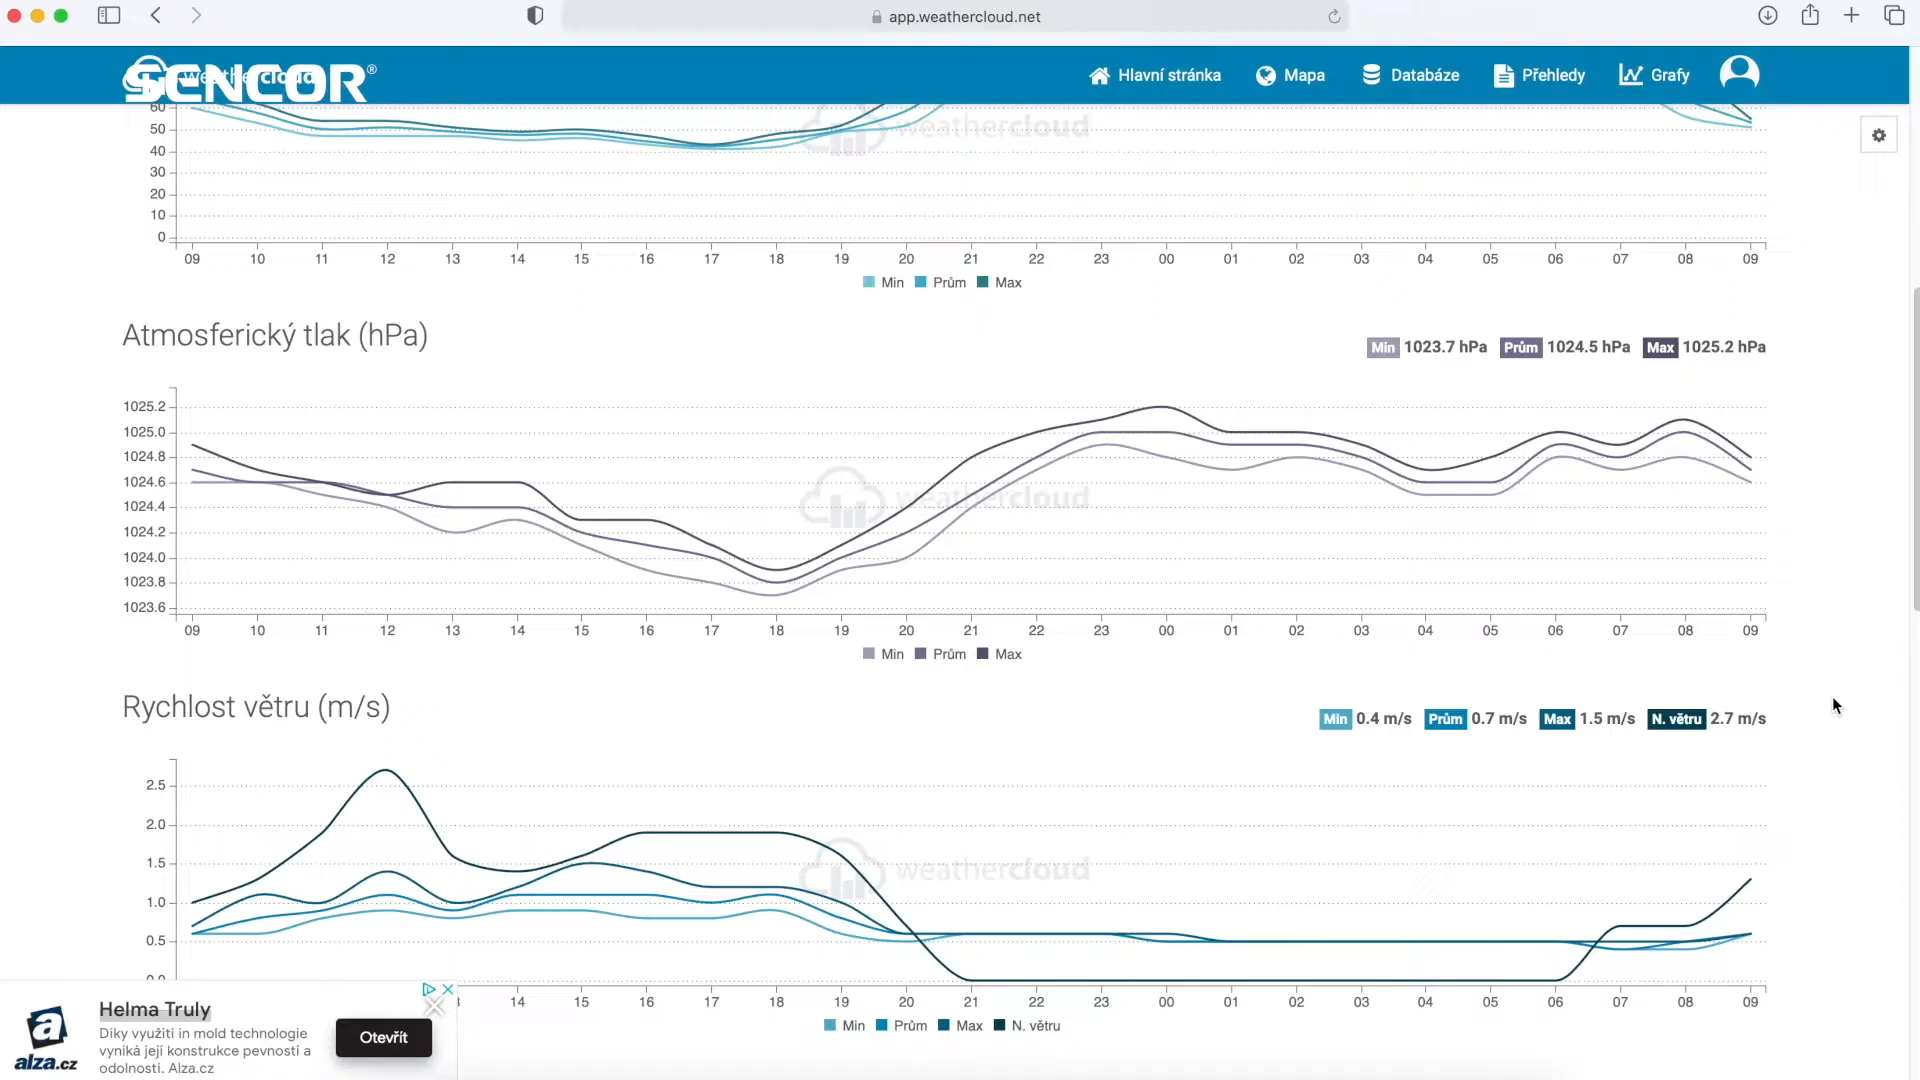 app.weathercloud.net
SENCOR®
weathercloud
Hlavní stránka
Mapa
Databáze
Přehledy
Grafy
60
50
40
30
20
10
0
weathercloud
09 10 11 12 13 14 15 16 17 18 19 20 21 22 23 00 01 02 03 04 05 06 07 08 09
Min Prům Max
Atmosferický tlak (hPa)
Min 1023.7 hPa Prům 1024.5 hPa Max 1025.2 hPa
1025.2
1025.0
1024.8
1024.6
1024.4
1024.2
1024.0
1023.8
1023.6
weathercloud
09 10 11 12 13 14 15 16 17 18 19 20 21 22 23 00 01 02 03 04 05 06 07 08 09
Min Prům Max
Rychlost větru (m/s)
Min 0.4 m/s Prům 0.7 m/s Max 1.5 m/s N. větru 2.7 m/s
2.5
2.0
1.5
1.0
0.5
0.0
weathercloud
14 15 16 17 18 19 20 21 22 23 00 01 02 03 04 05 06 07 08 09
Min Prům Max N. větru
Helma Truly
Díky využití in mold technologie
vyniká její konstrukce pevností a
odolností. Alza.cz
Otevřít
a
alza.cz